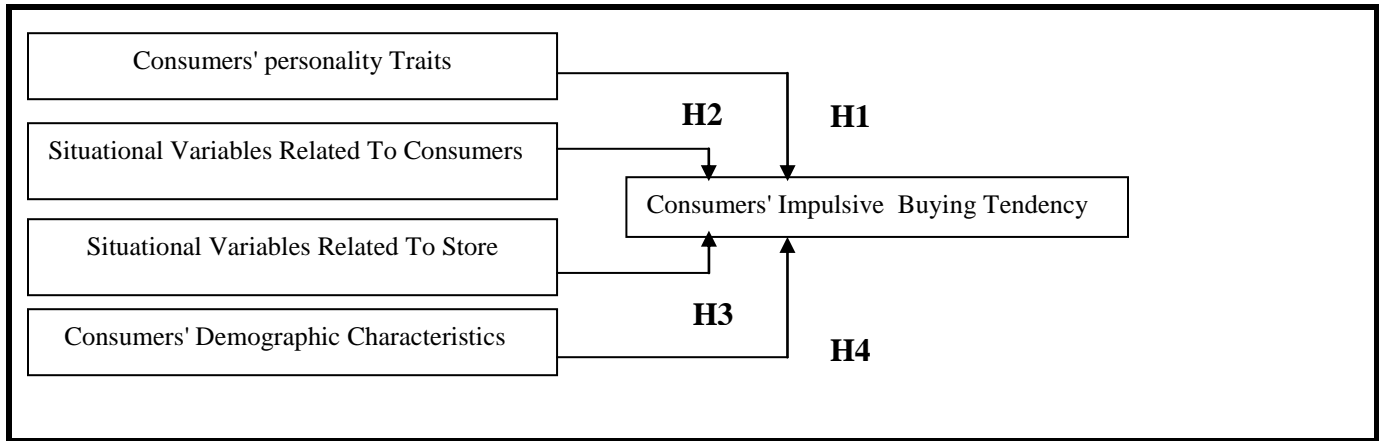 Consumers' personality Traits
H2
H1
Situational Variables Related To Consumers
Consumers' Impulsive Buying Tendency
Situational Variables Related To Store
H3
Consumers' Demographic Characteristics
H4